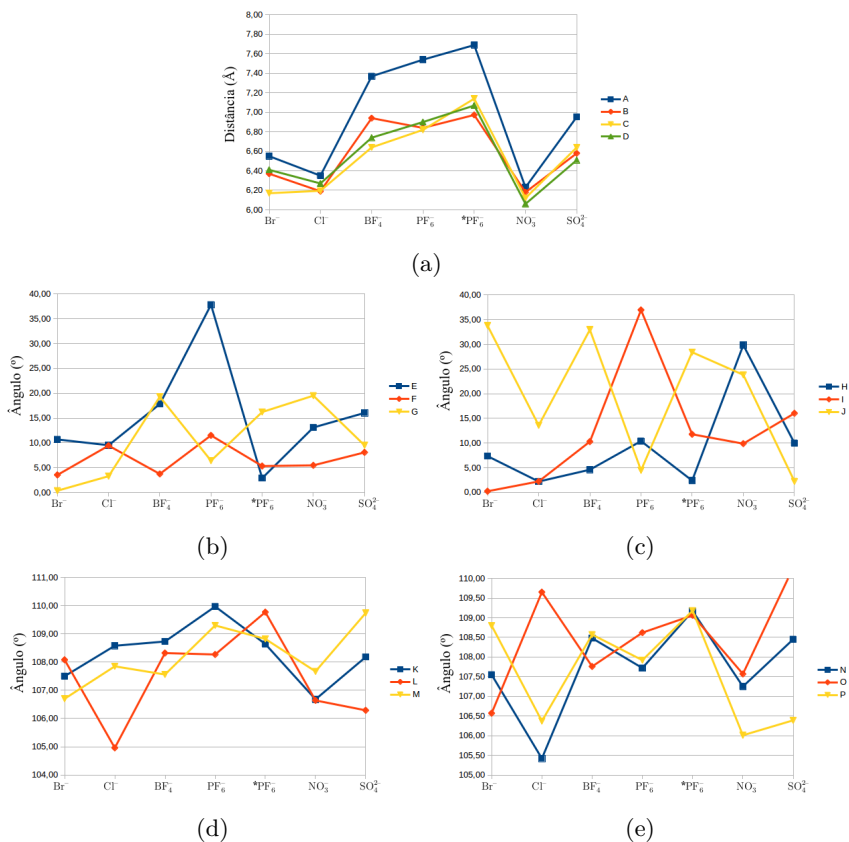 8,00
7,80
7,60
7,40
7,20
7,00
6,80
6,60
6,40
6,20
6,00
Distância (Å)
Br⁻ Cl⁻ BF₄⁻ PF₆⁻ *PF₆⁻ NO₃⁻ SO₄²⁻
A
B
C
D
(a)
40,00
35,00
30,00
25,00
20,00
15,00
10,00
5,00
0,00
Ângulo (º)
Br⁻ Cl⁻ BF₄⁻ PF₆⁻ *PF₆⁻ NO₃⁻ SO₄²⁻
E
F
G
(b)
40,00
35,00
30,00
25,00
20,00
15,00
10,00
5,00
0,00
Ângulo (º)
Br⁻ Cl⁻ BF₄⁻ PF₆⁻ *PF₆⁻ NO₃⁻ SO₄²⁻
H
I
J
(c)
111,00
110,00
109,00
108,00
107,00
106,00
105,00
104,00
Ângulo (º)
Br⁻ Cl⁻ BF₄⁻ PF₆⁻ *PF₆⁻ NO₃⁻ SO₄²⁻
K
L
M
(d)
110,00
109,50
109,00
108,50
108,00
107,50
107,00
106,50
106,00
105,50
105,00
Ângulo (º)
Br⁻ Cl⁻ BF₄⁻ PF₆⁻ *PF₆⁻ NO₃⁻ SO₄²⁻
N
O
P
(e)